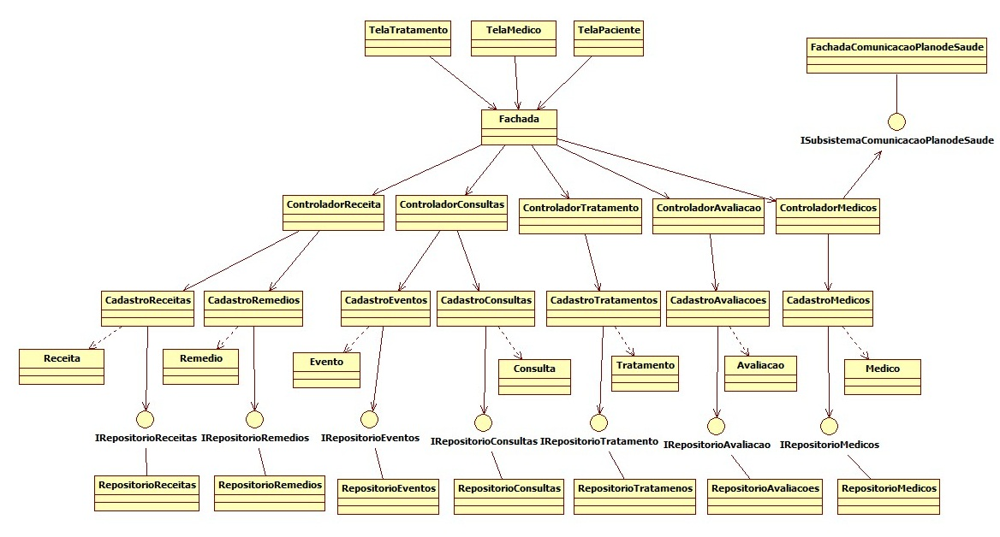 TelaTratamento
TelaMedico
TelaPaciente
FachadaComunicacaoPlanodeSaude
Fachada
ISubsistemaComunicacaoPlanodeSaude
ControladorReceita
ControladorConsultas
ControladorTratamento
ControladorAvaliacao
ControladorMedicos
CadastroReceitas
CadastroRemedios
CadastroEventos
CadastroConsultas
CadastroTratamentos
CadastroAvaliacoes
CadastroMedicos
Receita
Remedio
Evento
Consulta
Tratamento
Avaliacao
Medico
IRepositorioReceitas
IRepositorioRemedios
IRepositorioEventos
IRepositorioConsultas
IRepositorioTratamento
IRepositorioAvaliacao
IRepositorioMedicos
RepositorioReceitas
RepositorioRemedios
RepositorioEventos
RepositorioConsultas
RepositorioTratamenos
RepositorioAvaliacoes
RepositorioMedicos